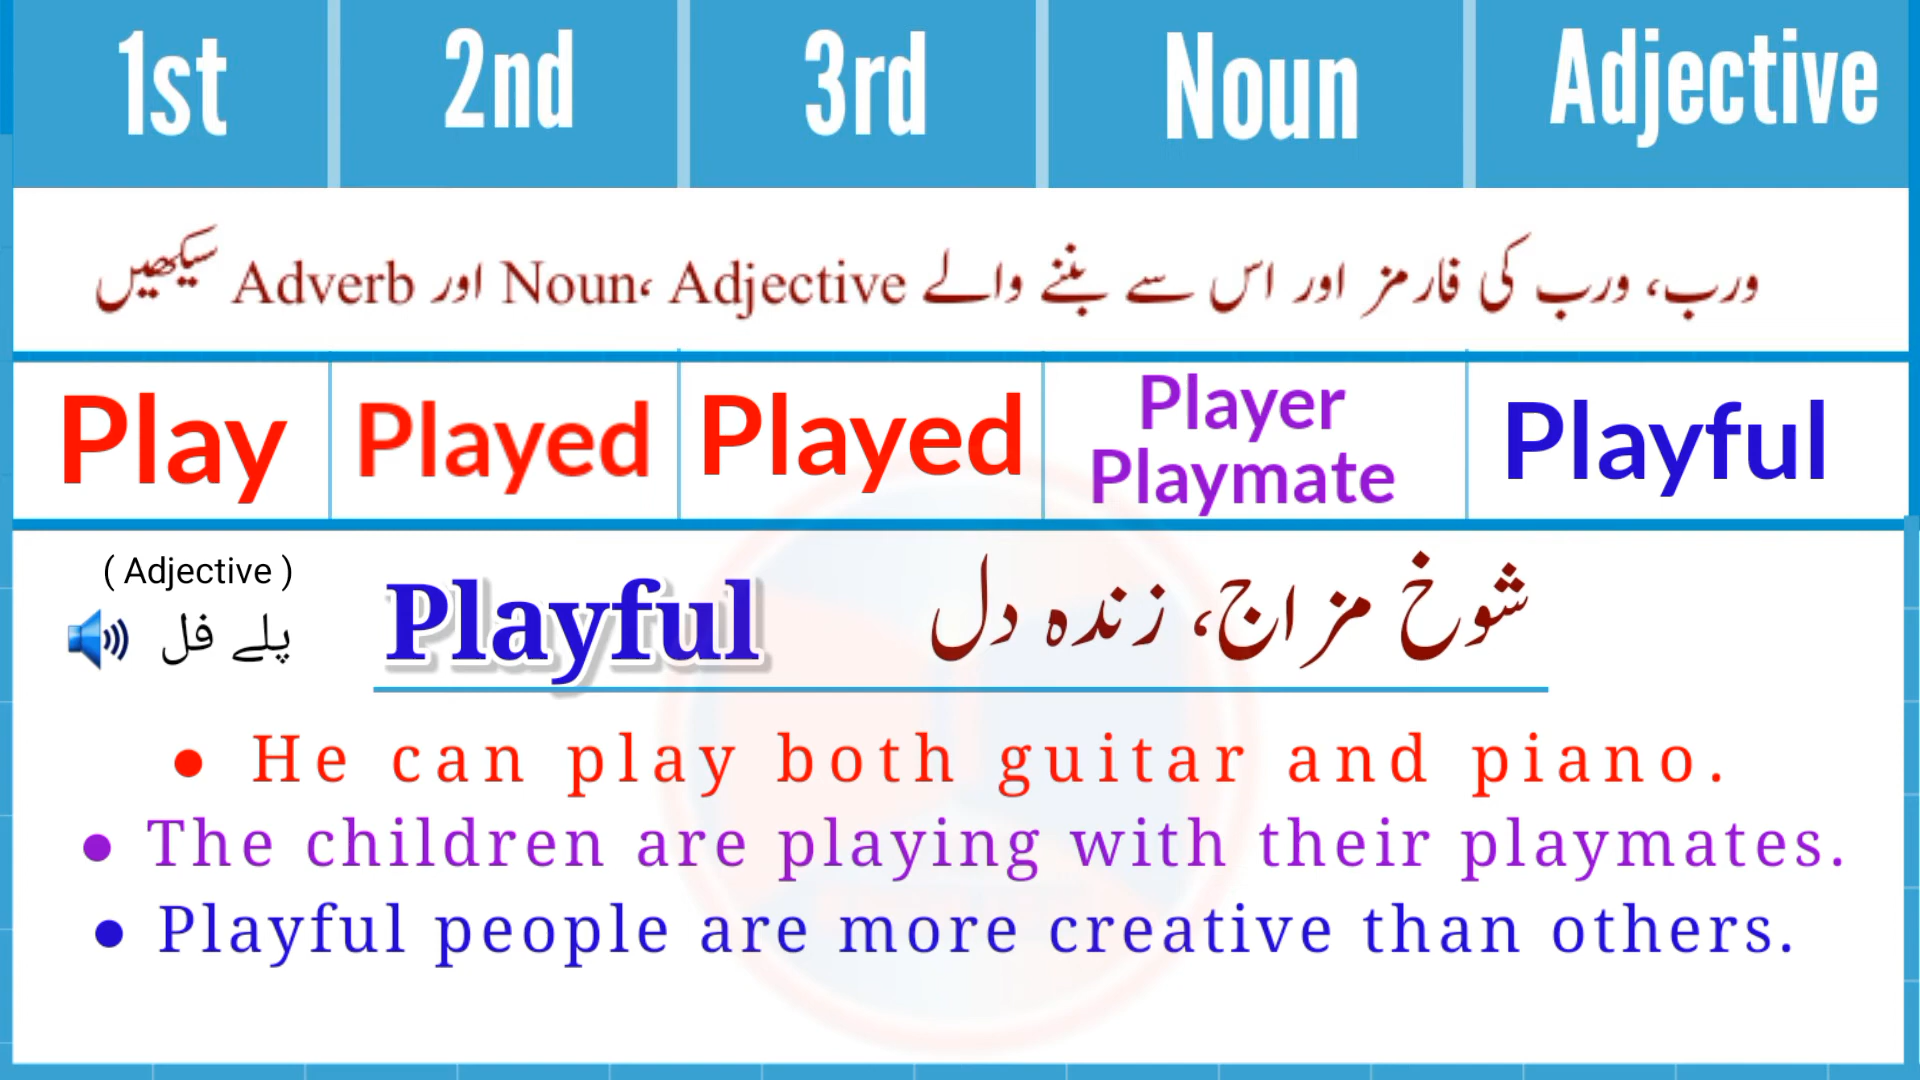 1st 2nd 3rd Noun Adjective
ورب، ورب کی فارمز اور اس سے بننے والے Noun، Adjective اور Adverb سیکھیں
Play Played Played Player Playmate Playful
( Adjective )
پلے فل Playful شوخ مزاج، زندہ دل
• He can play both guitar and piano.
• The children are playing with their playmates.
• Playful people are more creative than others.